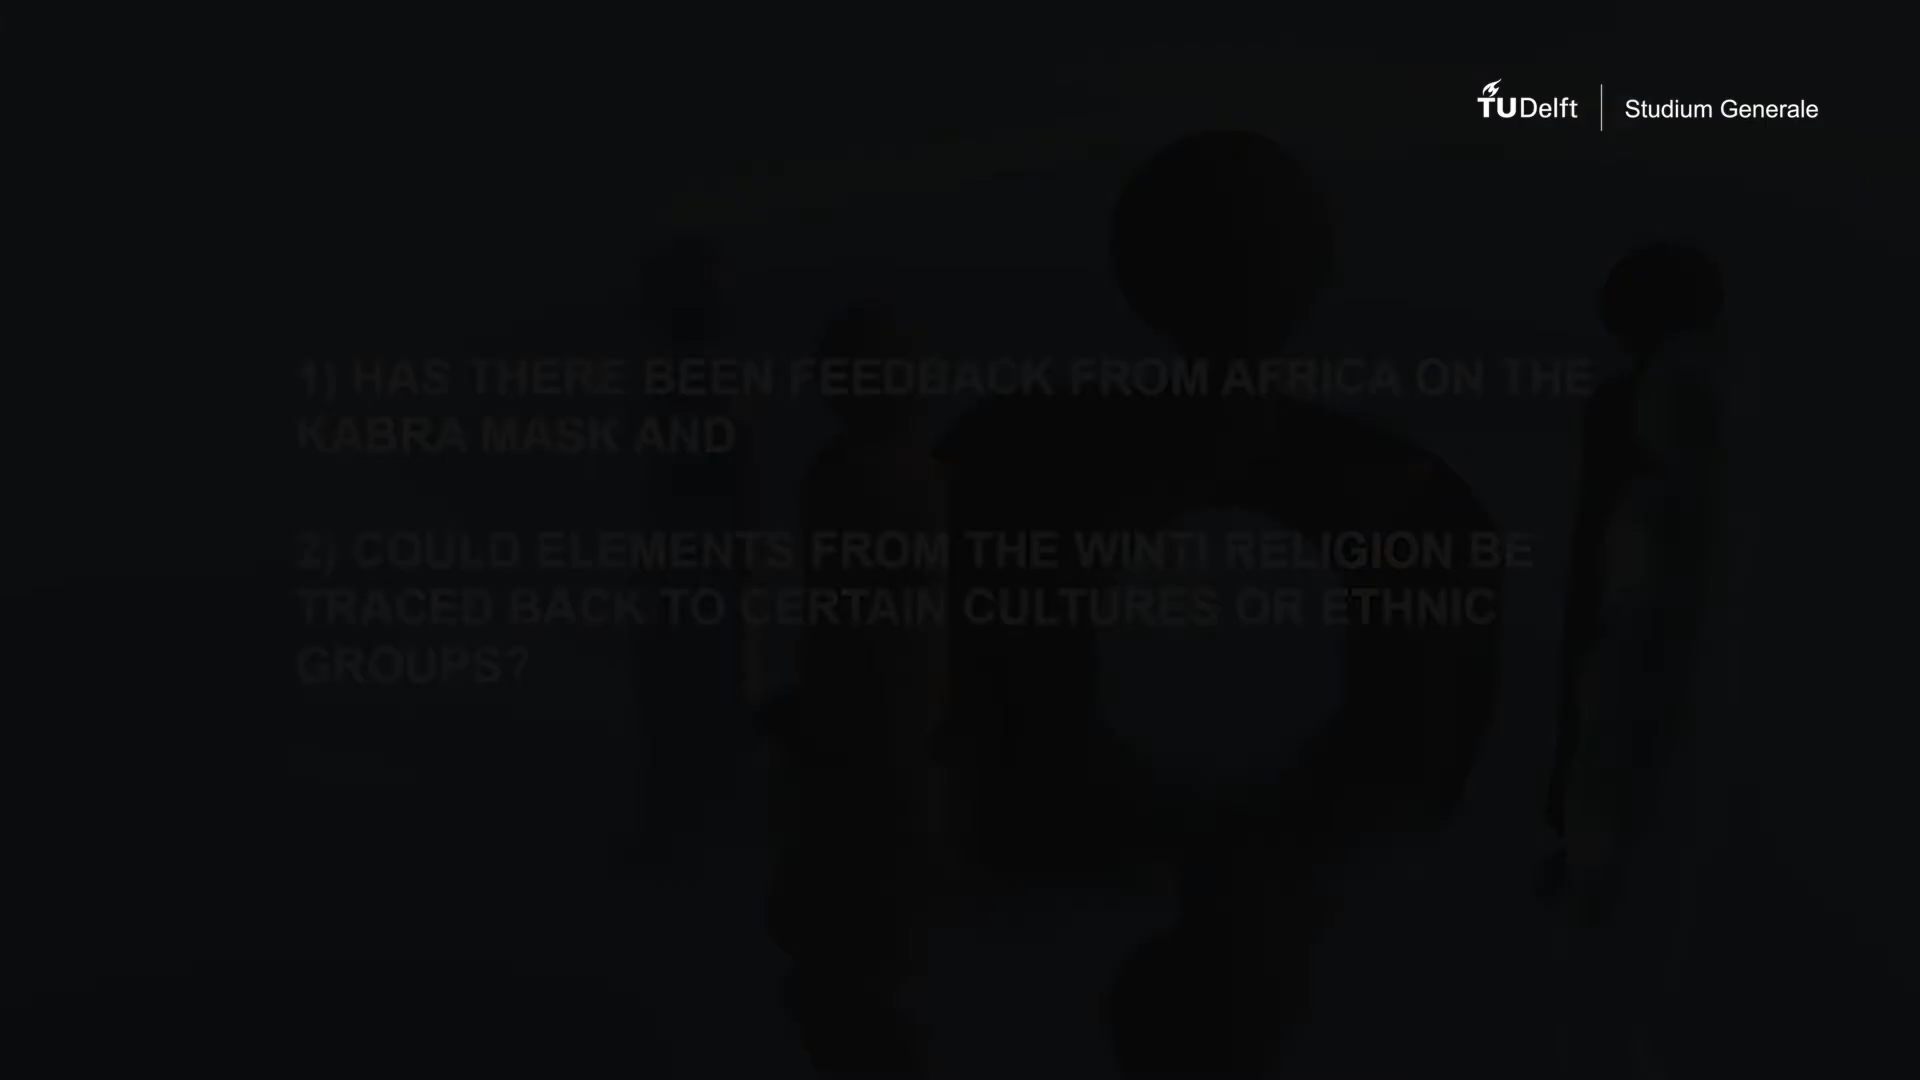 TUDelft | Studium Generale
1) HAS THERE BEEN FEEDBACK FROM AFRICA ON THE
KABRA MASK AND
2) COULD ELEMENTS FROM THE WINTI RELIGION BE
TRACED BACK TO CERTAIN CULTURES OR ETHNIC
GROUPS?